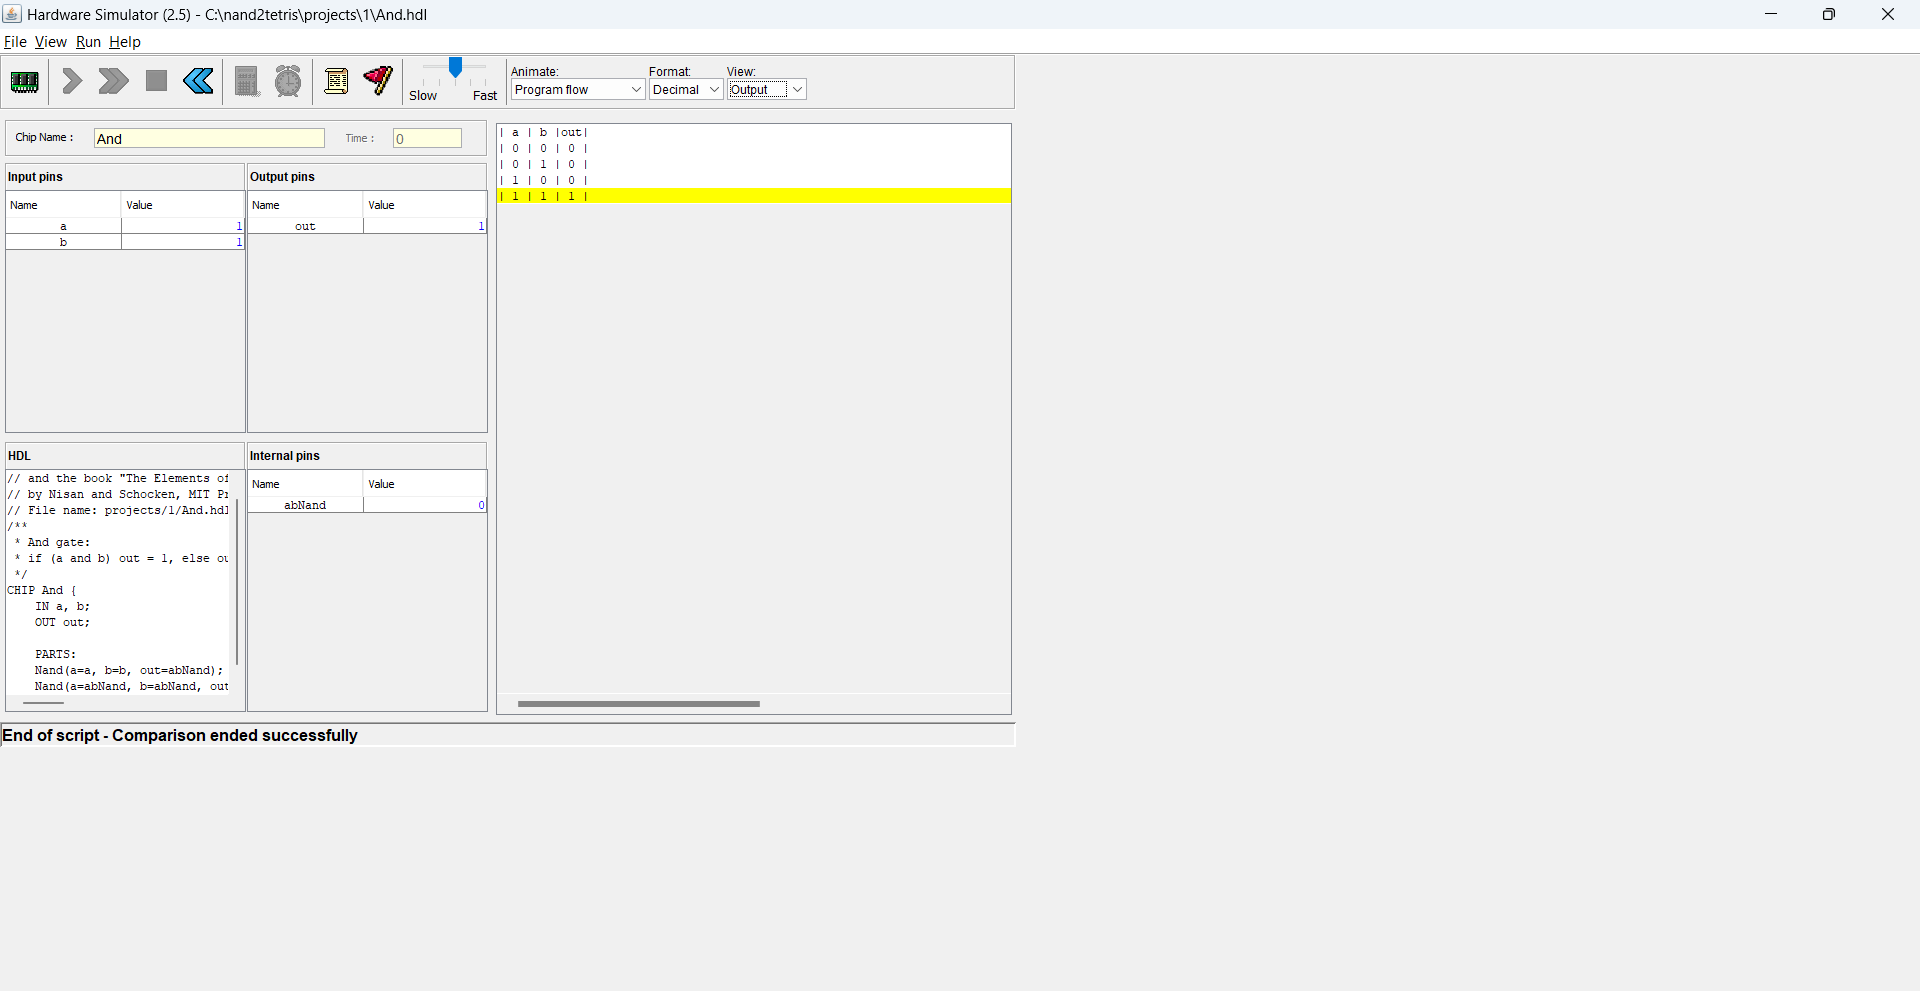 Hardware Simulator (2.5) - C:\nand2tetris\projects\1\And.hdl
File View Run Help
Slow Fast
Animate: Format: View:
Program flow Decimal Output
Chip Name : And Time : 0
Input pins
Name Value
a 1
b 1
Output pins
Name Value
out 1
HDL
// and the book "The Elements of
// by Nisan and Schocken, MIT Pr
// File name: projects/1/And.hdl
/**
* And gate:
* if (a and b) out = 1, else ou
*/
CHIP And {
IN a, b;
OUT out;
PARTS:
Nand(a=a, b=b, out=abNand);
Nand(a=abNand, b=abNand, out
Internal pins
Name Value
abNand 0
| a | b |out|
| 0 | 0 | 0 |
| 0 | 1 | 0 |
| 1 | 0 | 0 |
| 1 | 1 | 1 |
End of script - Comparison ended successfully